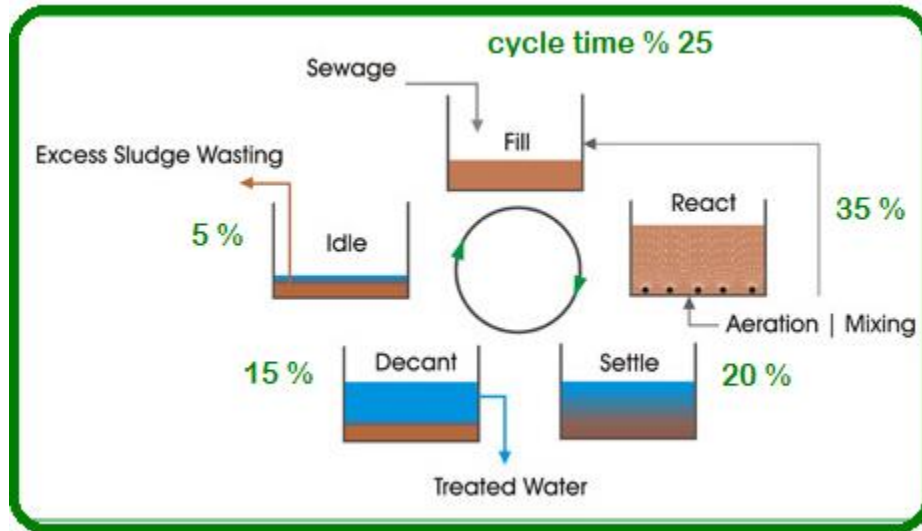 cycle time % 25
Sewage
Fill
Excess Sludge Wasting
React
35 %
5 %
Idle
Aeration | Mixing
15 %
Decant
Settle
20 %
Treated Water